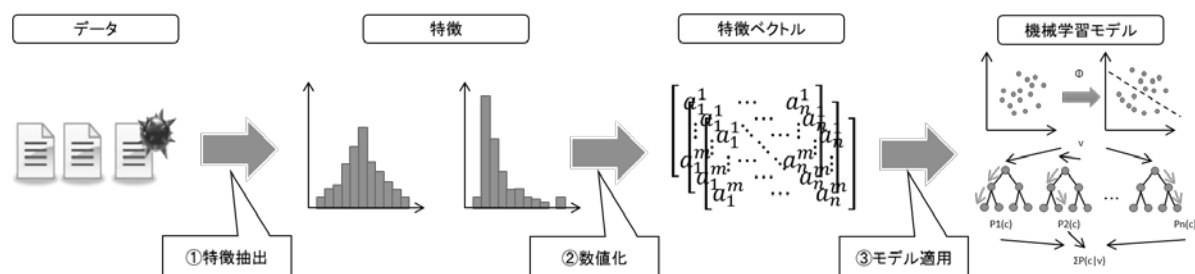 データ
特徴
特徴ベクトル
機械学習モデル
Φ
v
P1(c)
P2(c)
...
Pn(c)
ΣP(c|v)
①特徴抽出
②数値化
③モデル適用